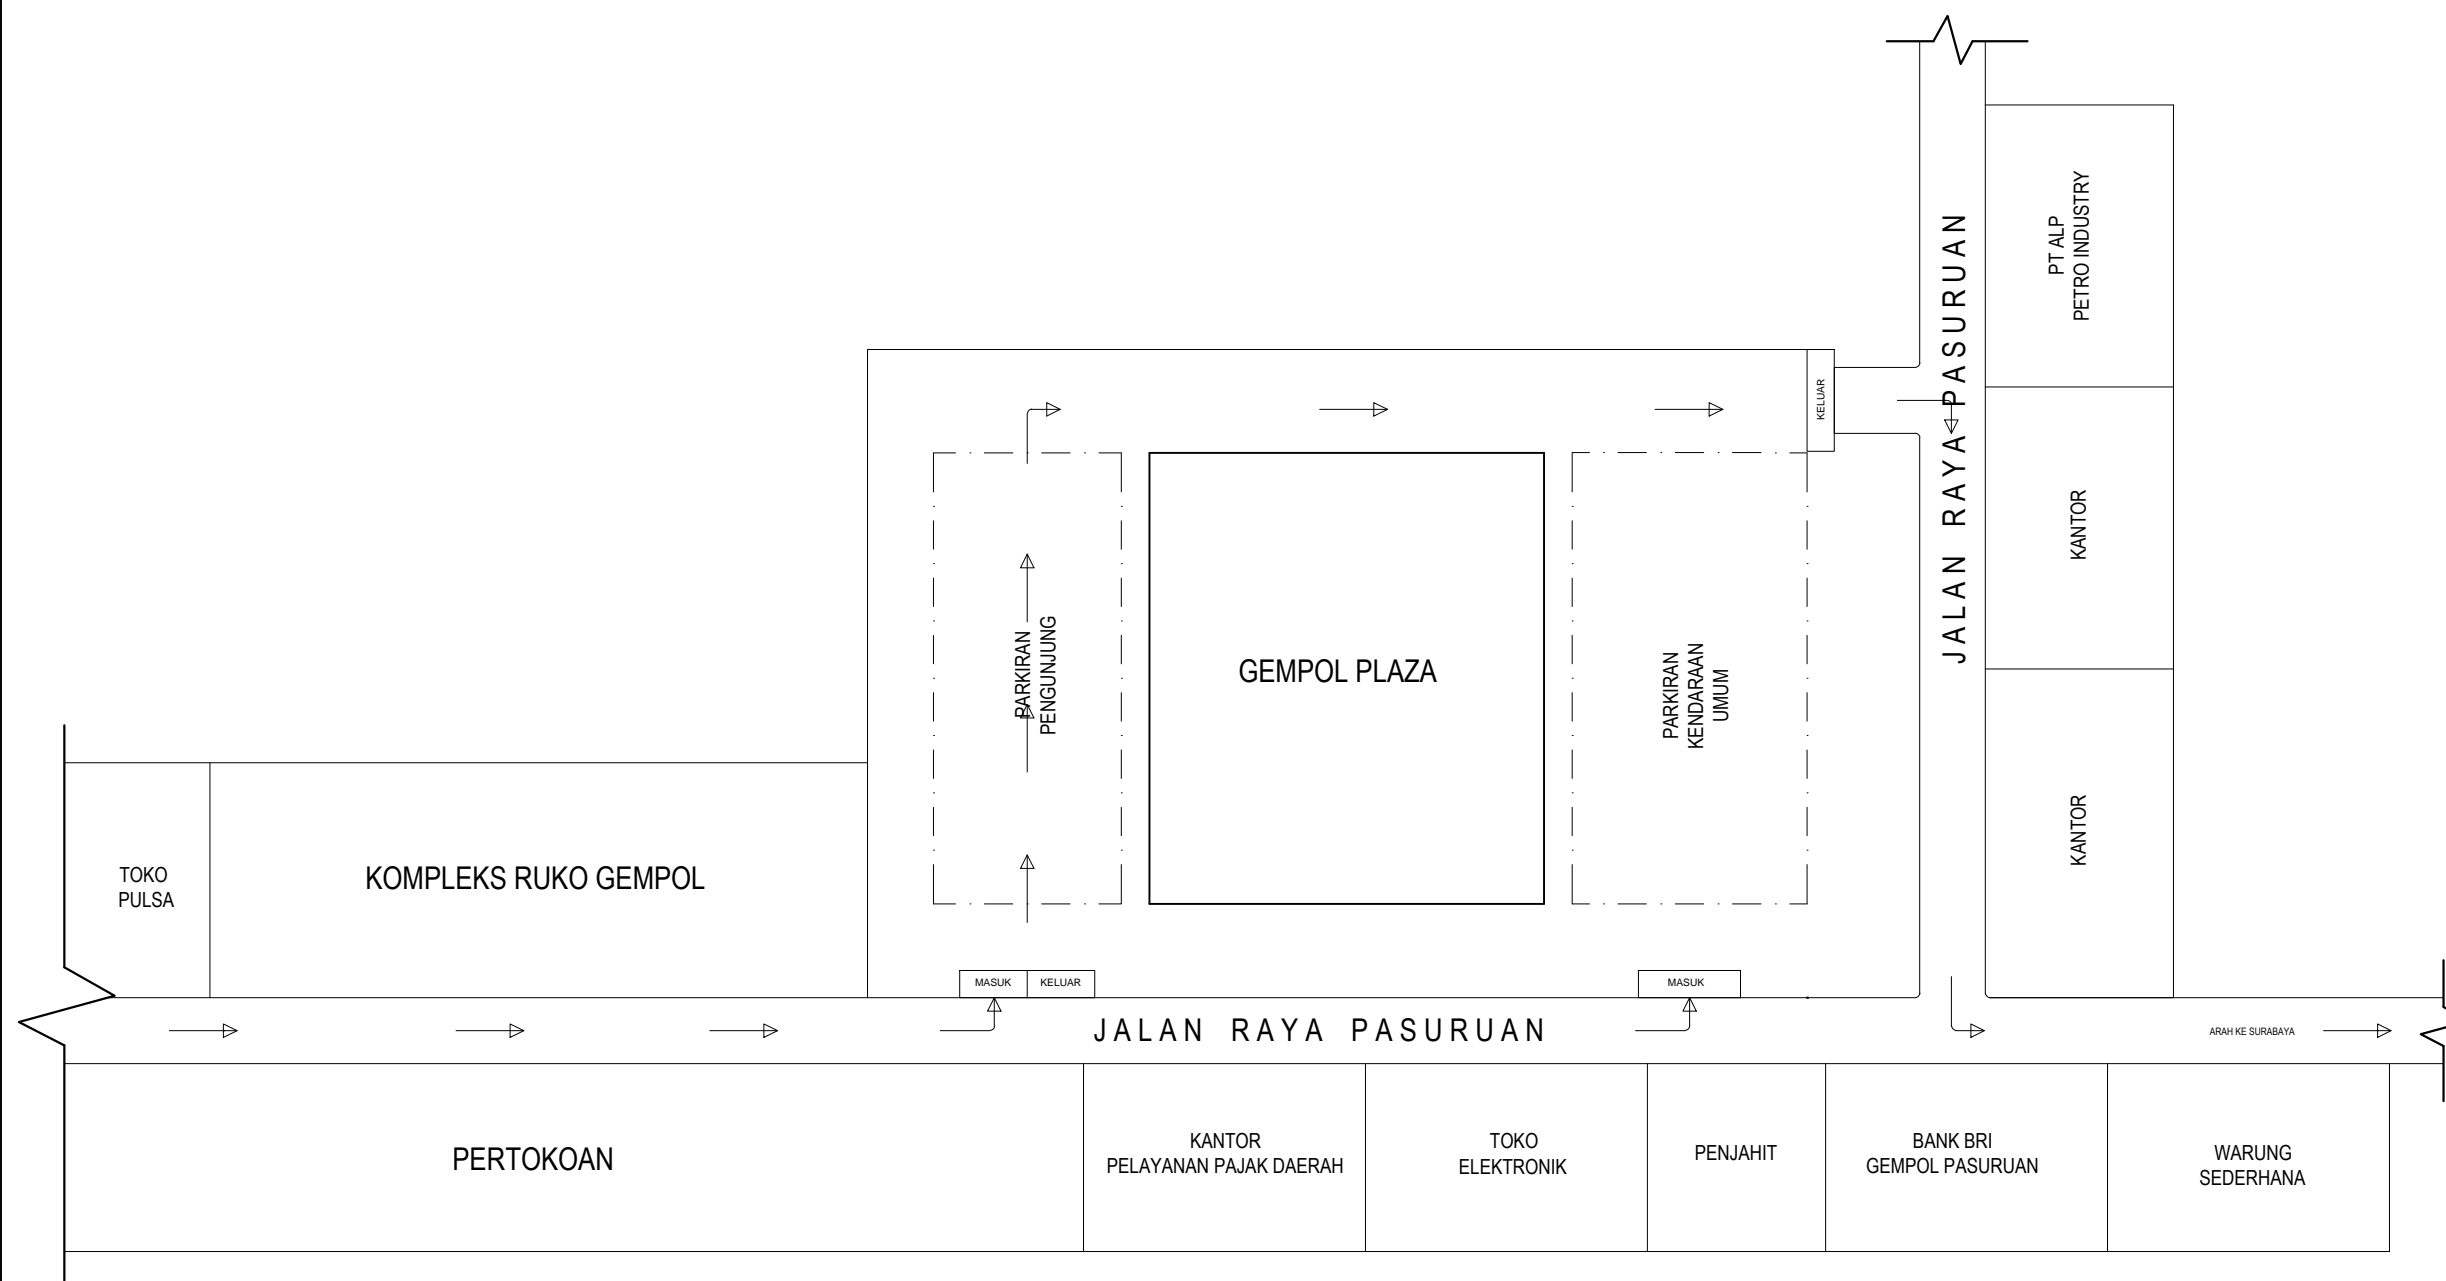 JALAN RAYA PASURUAN
PT ALP
PETRO INDUSTRY
KELUAR
KANTOR
PARKIRAN
PENGUNJUNG
GEMPOL PLAZA
PARKIRAN
KENDARAAN
UMUM
KANTOR
TOKO
PULSA
KOMPLEKS RUKO GEMPOL
MASUK
KELUAR
MASUK
JALAN RAYA PASURUAN
ARAH KE SURABAYA
PERTOKOAN
KANTOR
PELAYANAN PAJAK DAERAH
TOKO
ELEKTRONIK
PENJAHIT
BANK BRI
GEMPOL PASURUAN
WARUNG
SEDERHANA